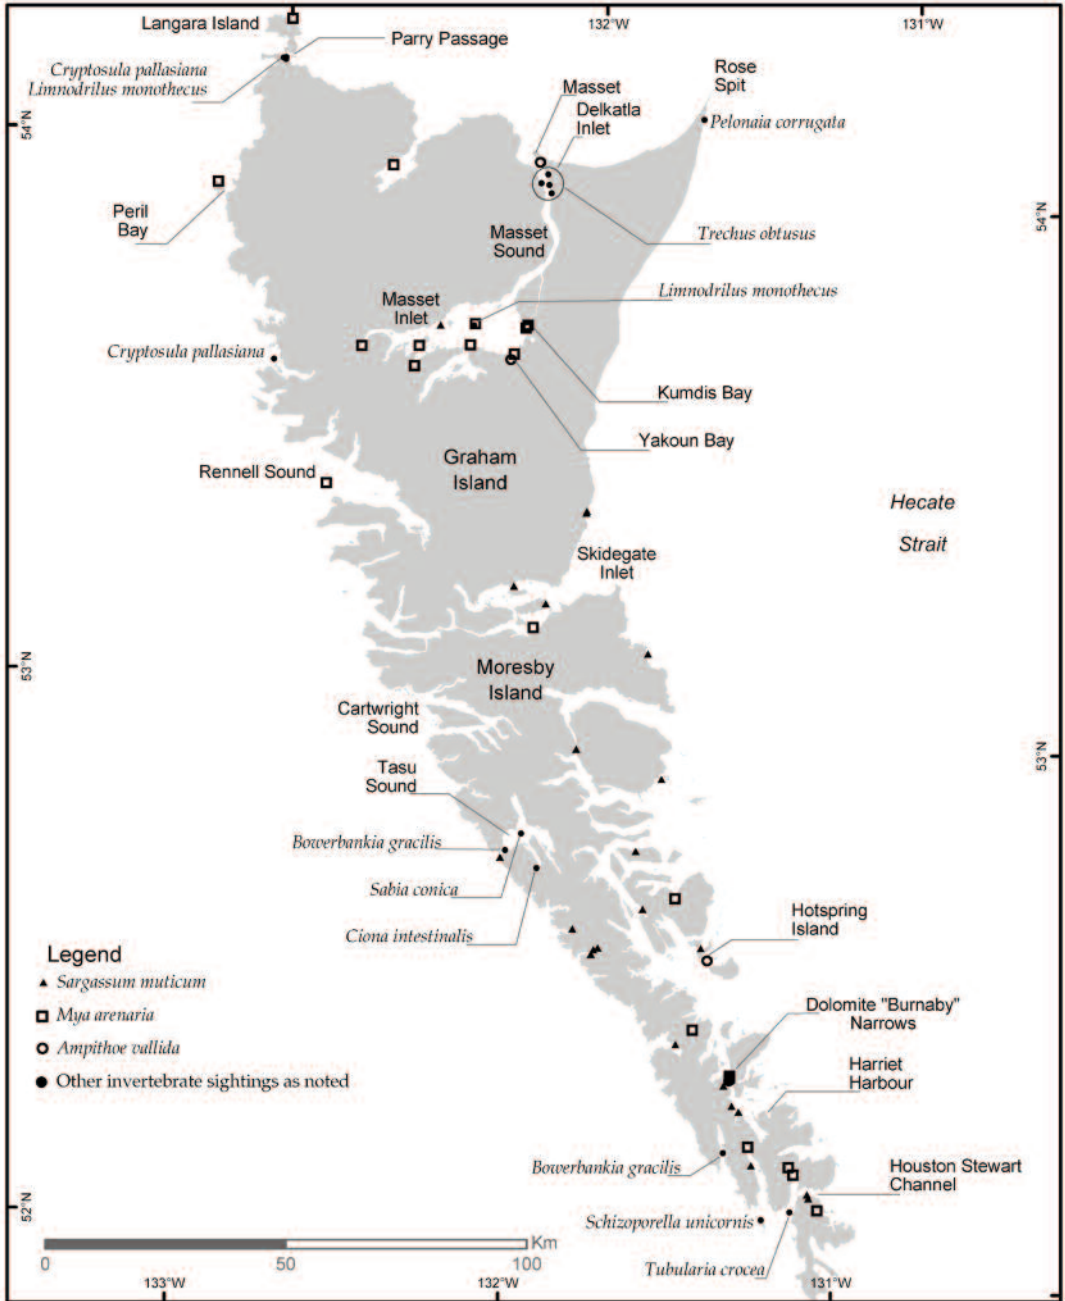 132°W
131°W
Langara Island
Parry Passage
Cryptosula pallasiana
Limnodrilus monothecus
Rose
Spit
Masset
Delkatla
Inlet
Pelonaia corrugata
54°N
54°N
Peril
Bay
Masset
Sound
Trechus obtusus
Limnodrilus monothecus
Masset
Inlet
Cryptosula pallasiana
Kumdis Bay
Yakoun Bay
Graham
Island
Rennell Sound
Hecate
Strait
Skidegate
Inlet
53°N
Moresby
Island
Cartwright
Sound
53°N
Tasu
Sound
Bowerbankia gracilis
Sabia conica
Ciona intestinalis
Hotspring
Island
Legend
Sargassum muticum
Mya arenaria
Ampithoe vallida
Other invertebrate sightings as noted
Dolomite "Burnaby"
Narrows
Harriet
Harbour
Bowerbankia gracilis
Houston Stewart
Channel
52°N
Schizoporella unicornis
Tubularia crocea
Km
0
50
100
133°W
132°W
131°W